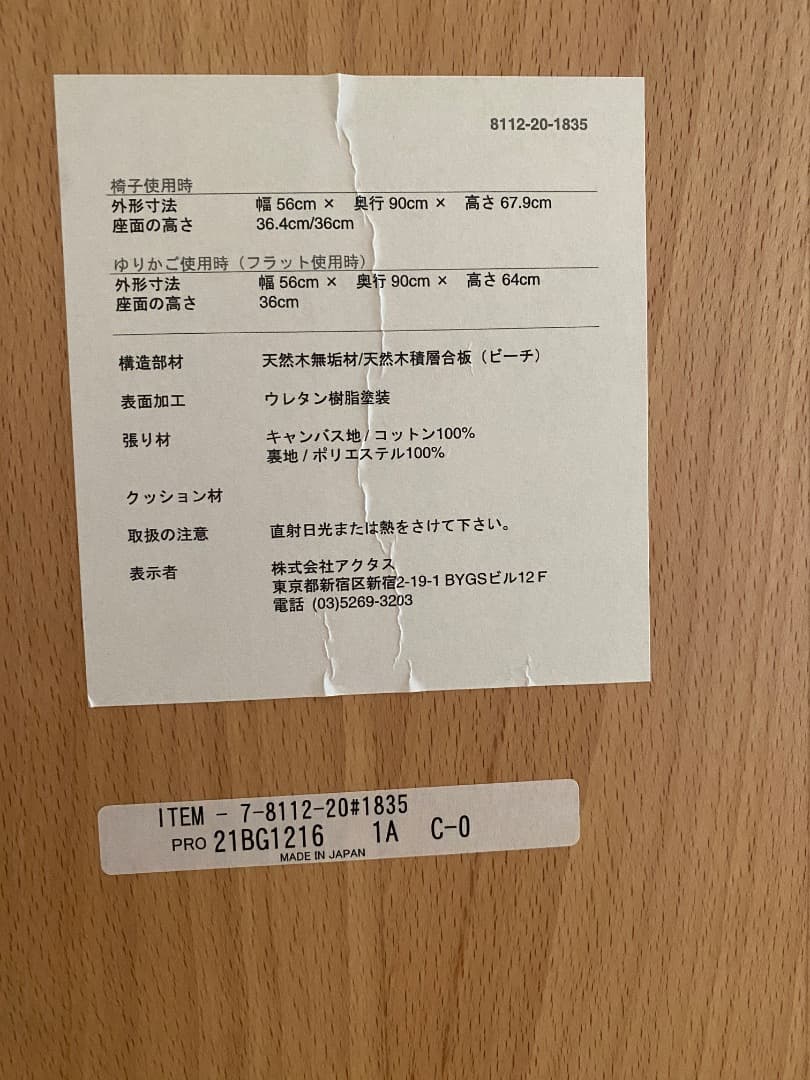 8112-20-1835
椅子使用時
外形寸法 幅 56cm × 奥行 90cm × 高さ 67.9cm
座面の高さ 36.4cm/36cm
ゆりかご使用時（フラット使用時）
外形寸法 幅 56cm × 奥行 90cm × 高さ 64cm
座面の高さ 36cm
構造部材 天然木無垢材/天然木積層合板（ビーチ）
表面加工 ウレタン樹脂塗装
張り材 キャンバス地 / コットン100%
裏地 / ポリエステル100%
クッション材
取扱の注意 直射日光または熱をさけて下さい。
表示者 株式会社アクタス
東京都新宿区新宿2-19-1 BYGSビル12F
電話 (03)5269-3203
ITEM - 7-8112-20#1835
PRO 21BG1216 1A C-0
MADE IN JAPAN